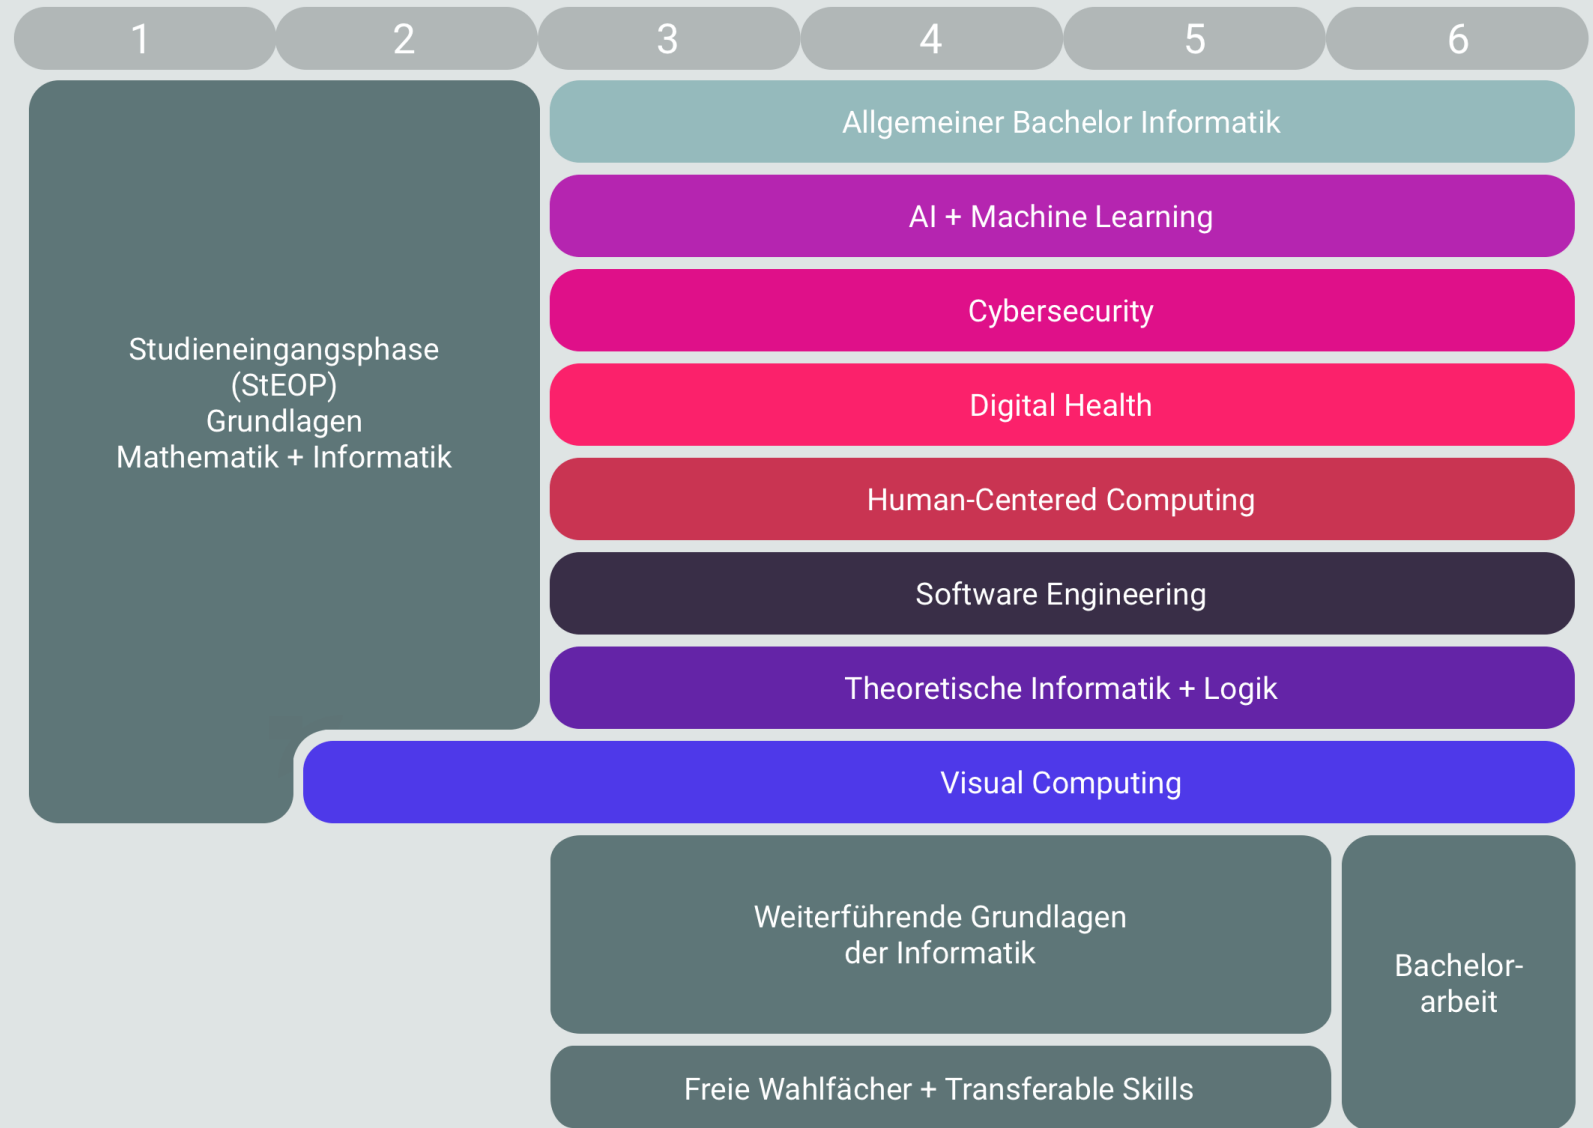 1
2
3
4
5
6
Studieneingangsphase
(StEOP)
Grundlagen
Mathematik + Informatik
Allgemeiner Bachelor Informatik
AI + Machine Learning
Cybersecurity
Digital Health
Human-Centered Computing
Software Engineering
Theoretische Informatik + Logik
Visual Computing
Weiterführende Grundlagen
der Informatik
Bachelor-
arbeit
Freie Wahlfächer + Transferable Skills